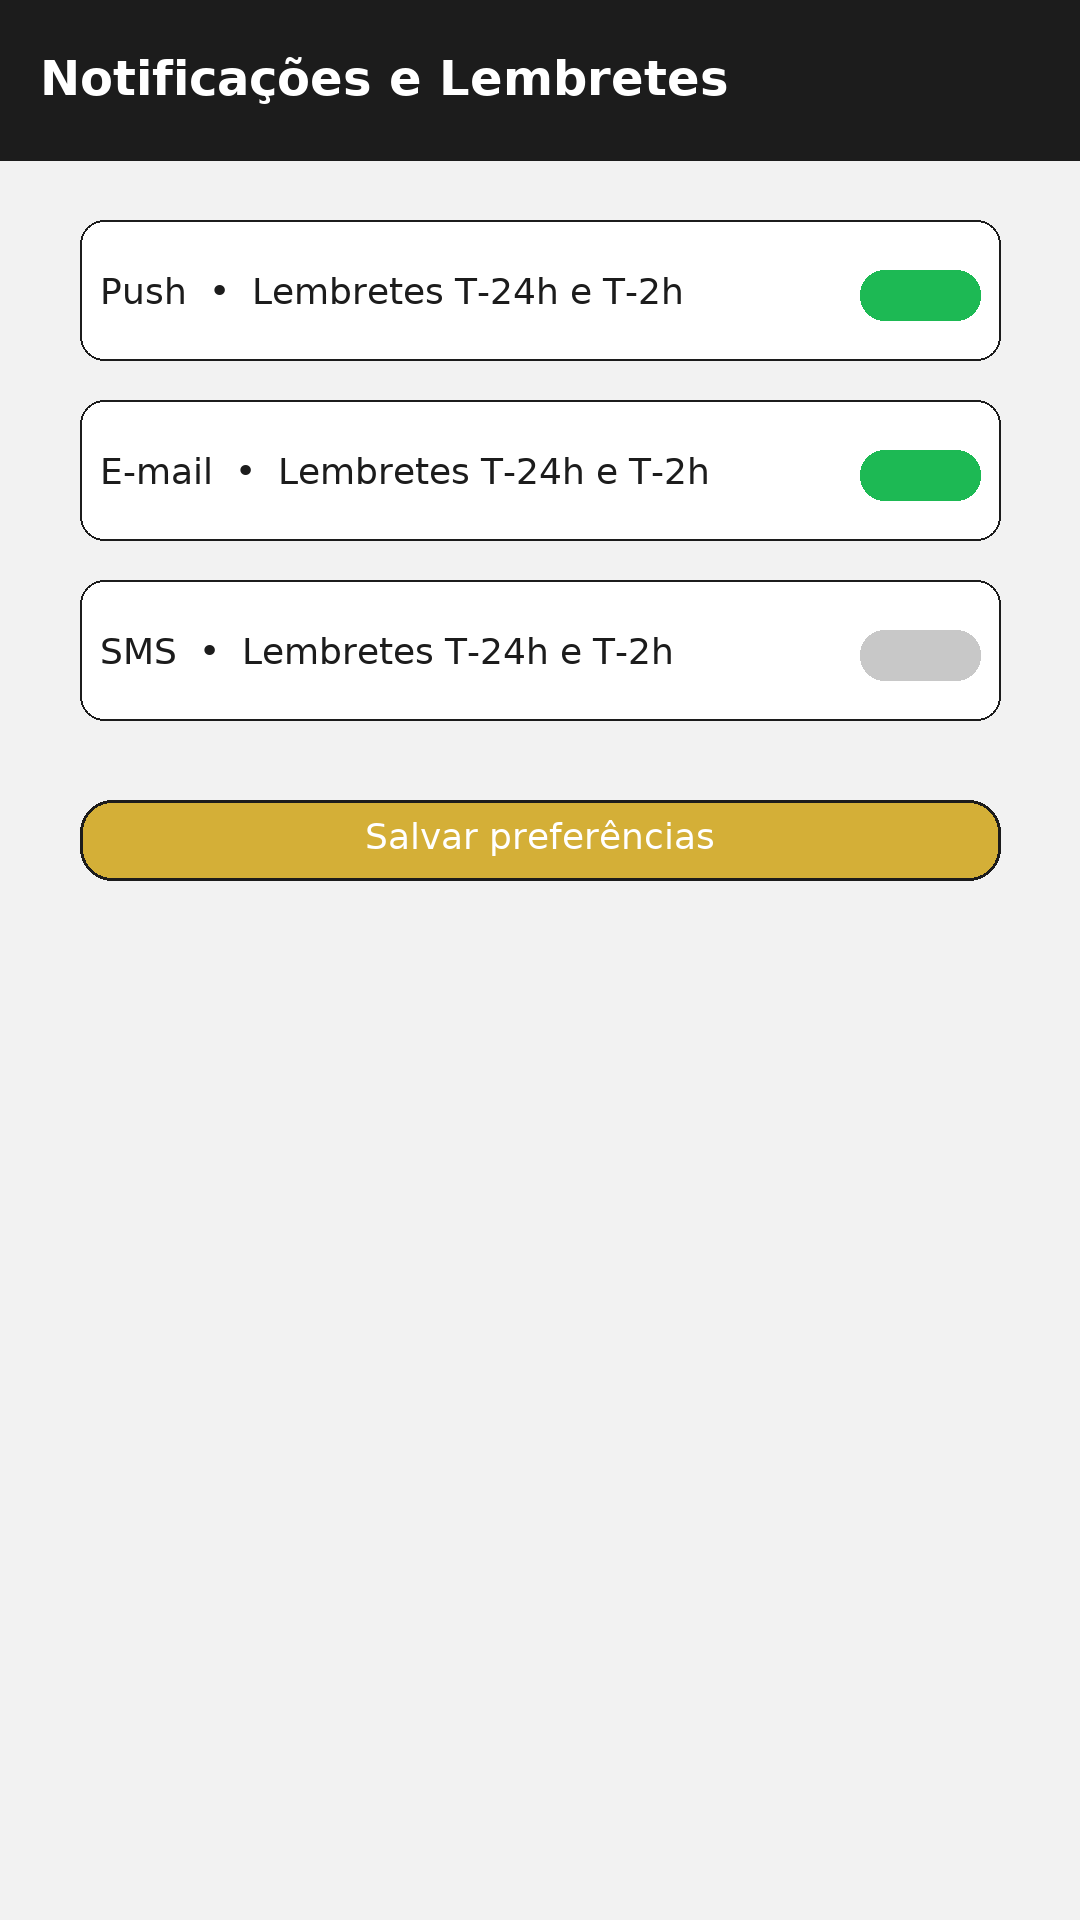 Notificações e Lembretes
Push • Lembretes T-24h e T-2h
E-mail • Lembretes T-24h e T-2h
SMS • Lembretes T-24h e T-2h
Salvar preferências